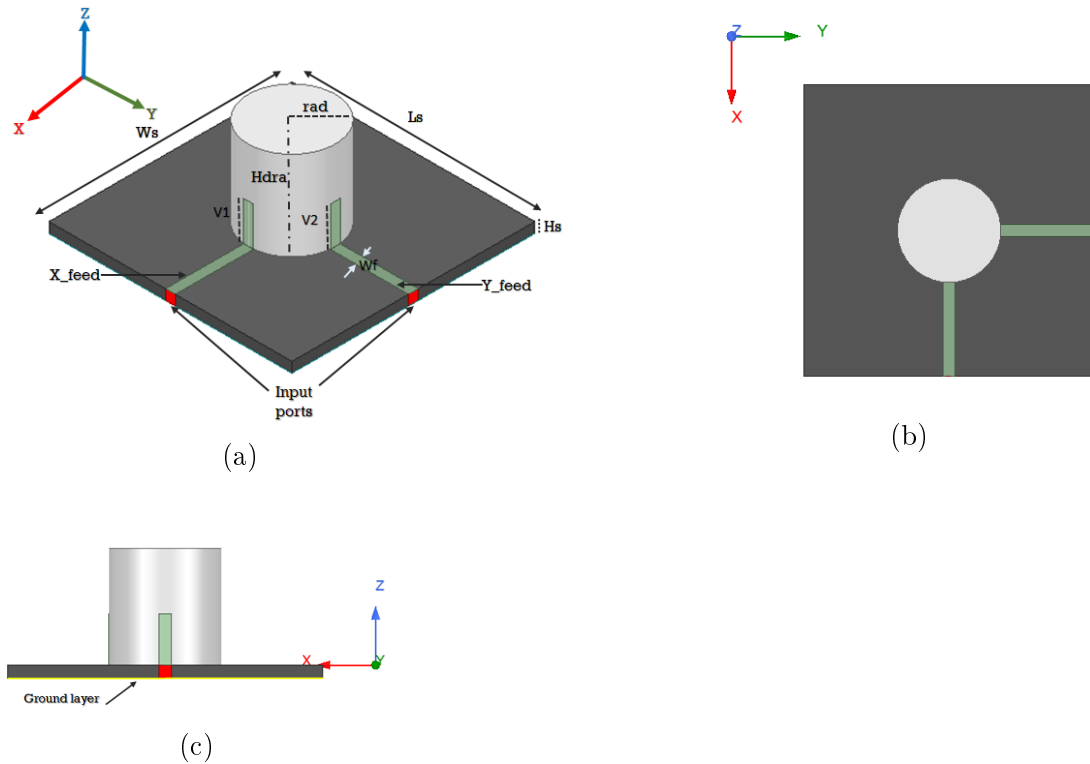 Z
X
Y
Ws
rad
Ls
Hdra
V1
V2
Hs
Wf
X_feed
Y_feed
Input
ports
(a)
Z
Y
X
(b)
Z
X
Y
Ground layer
(c)